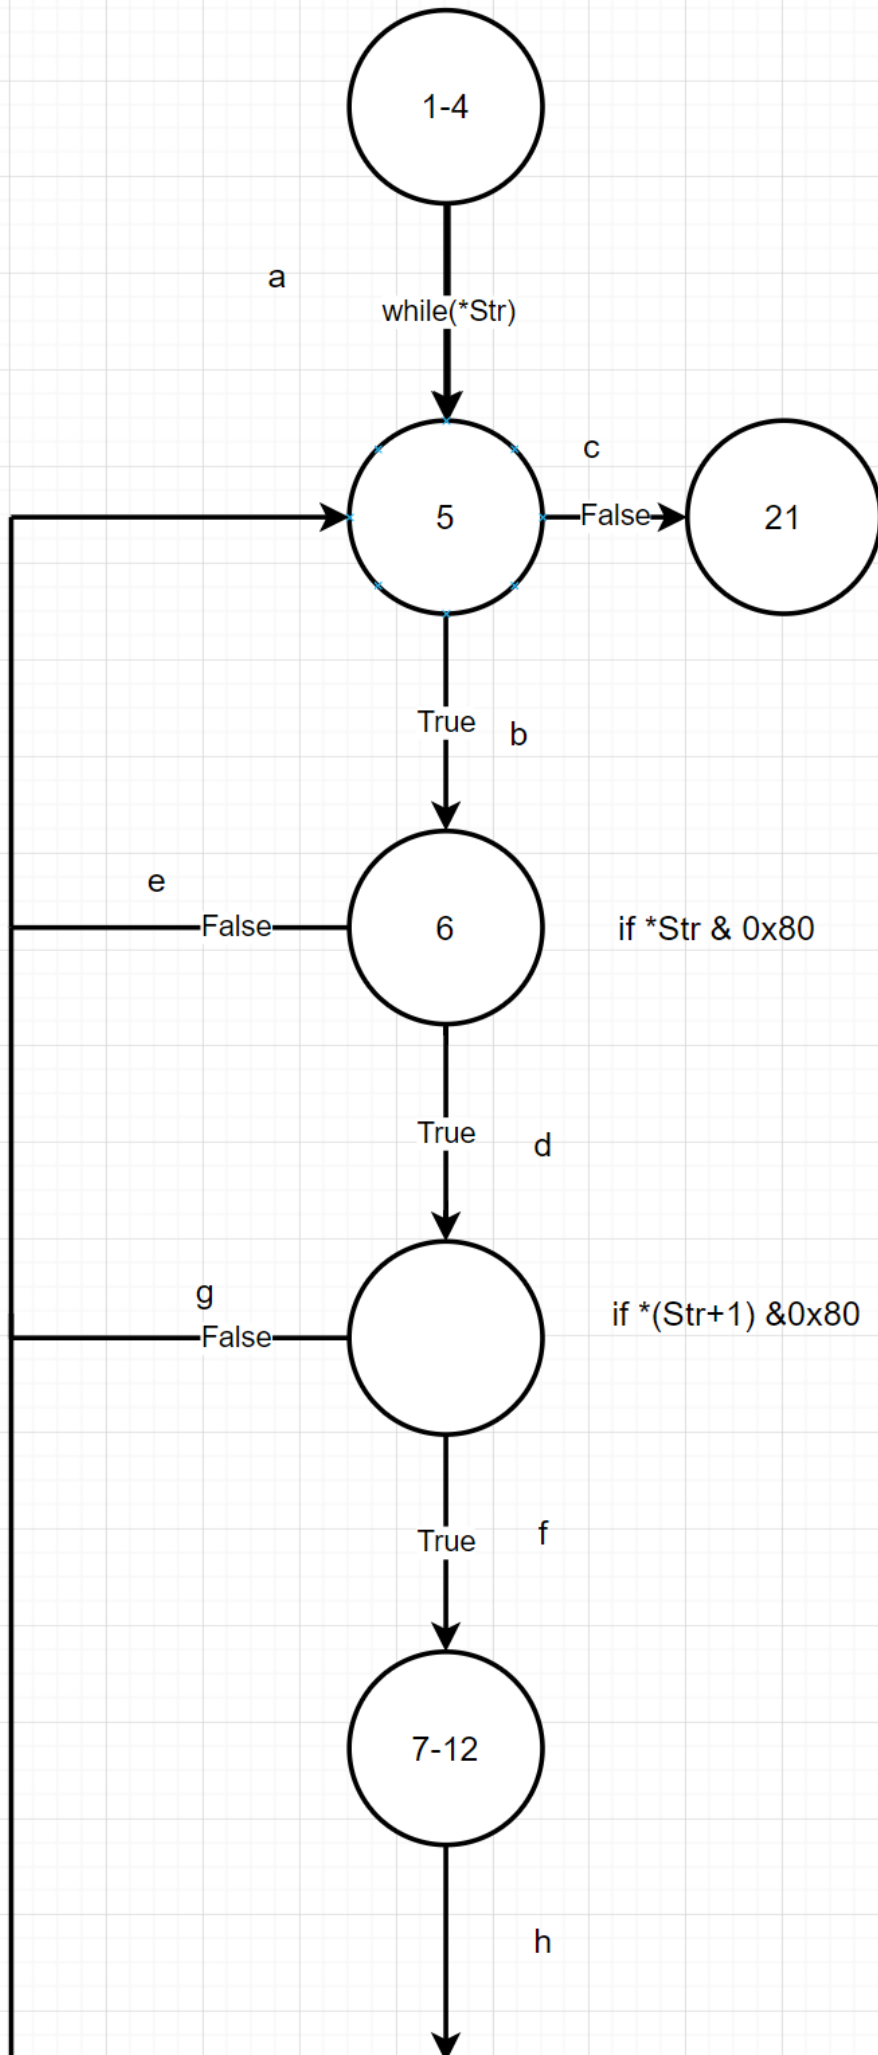 1-4
a
while(*Str)
c
5
False
21
True
b
e
False
6
if *Str & 0x80
True
d
g
False
if *(Str+1) &0x80
True
f
7-12
h